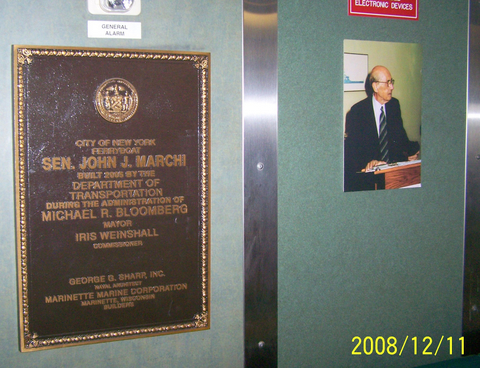 GENERAL
ALARM
ELECTRONIC DEVICES
CITY OF NEW YORK
FERRYBOAT
SEN. JOHN J. MARCHI
BUILT 2005 BY THE
DEPARTMENT OF
TRANSPORTATION
DURING THE ADMINISTRATION OF
MICHAEL R. BLOOMBERG
MAYOR
IRIS WEINSHALL
COMMISSIONER
GEORGE G. SHARP, INC.
NAVAL ARCHITECT
MARINETTE MARINE CORPORATION
MARINETTE, WISCONSIN
BUILDERS
2008/12/11